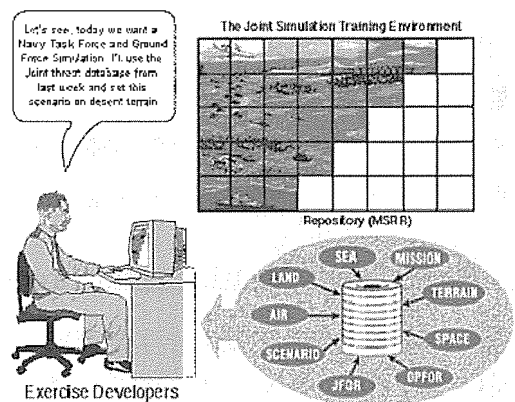 Let's see, today we want a
Navy Task Force and Ground
Force Simulation. I'll use the
Joint threat database from
last week and set this
scenario on desert terrain
The Joint Simulation Training Environment
Repository (MSRR)
SEA
MISSION
LAND
TERRAIN
AIR
SPACE
SCENARIO
OPFOR
JFOR
Exercise Developers